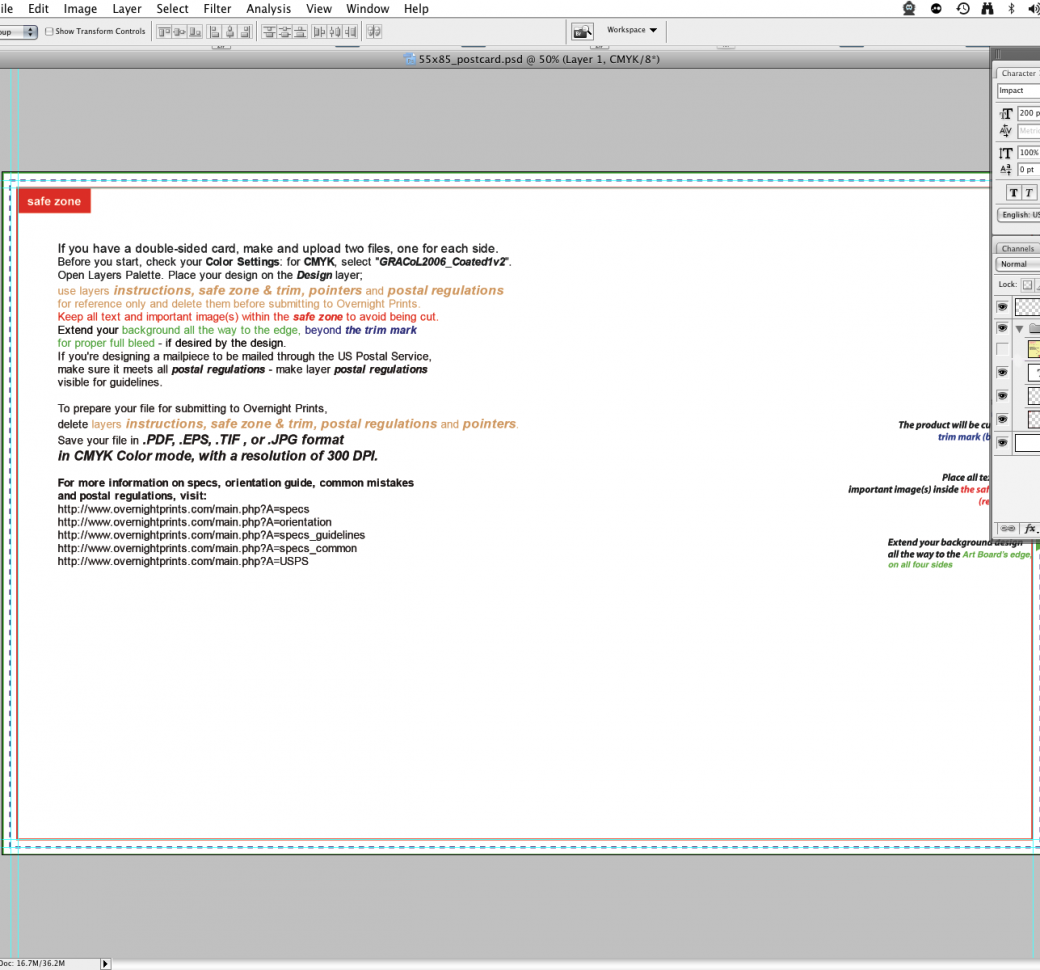 Edit Image Layer Select Filter Analysis View Window Help
Show Transform Controls
Workspace
55x85_postcard.psd @ 50% (Layer 1, CMYK/8*)
Character
Impact
200 p
100%
0 pt
T T
English: US
Channels
Normal
Lock:
fx
safe zone
If you have a double-sided card, make and upload two files, one for each side.
Before you start, check your Color Settings: for CMYK, select "GRACoL2006_Coated1v2".
Open Layers Palette. Place your design on the Design layer;
use layers instructions, safe zone & trim, pointers and postal regulations
for reference only and delete them before submitting to Overnight Prints.
Keep all text and important image(s) within the safe zone to avoid being cut.
Extend your background all the way to the edge, beyond the trim mark
for proper full bleed - if desired by the design.
If you're designing a mailpiece to be mailed through the US Postal Service,
make sure it meets all postal regulations - make layer postal regulations
visible for guidelines.
To prepare your file for submitting to Overnight Prints,
delete layers instructions, safe zone & trim, postal regulations and pointers.
Save your file in .PDF, .EPS, .TIF , or .JPG format
in CMYK Color mode, with a resolution of 300 DPI.
For more information on specs, orientation guide, common mistakes
and postal regulations, visit:
http://www.overnightprints.com/main.php?A=specs
http://www.overnightprints.com/main.php?A=orientation
http://www.overnightprints.com/main.php?A=specs_guidelines
http://www.overnightprints.com/main.php?A=specs_common
http://www.overnightprints.com/main.php?A=USPS
The product will be cu
trim mark (b
Place all te
important image(s) inside the saf
(re
Extend your background design
all the way to the Art Board's edge,
on all four sides
Doc: 16.7M/36.2M